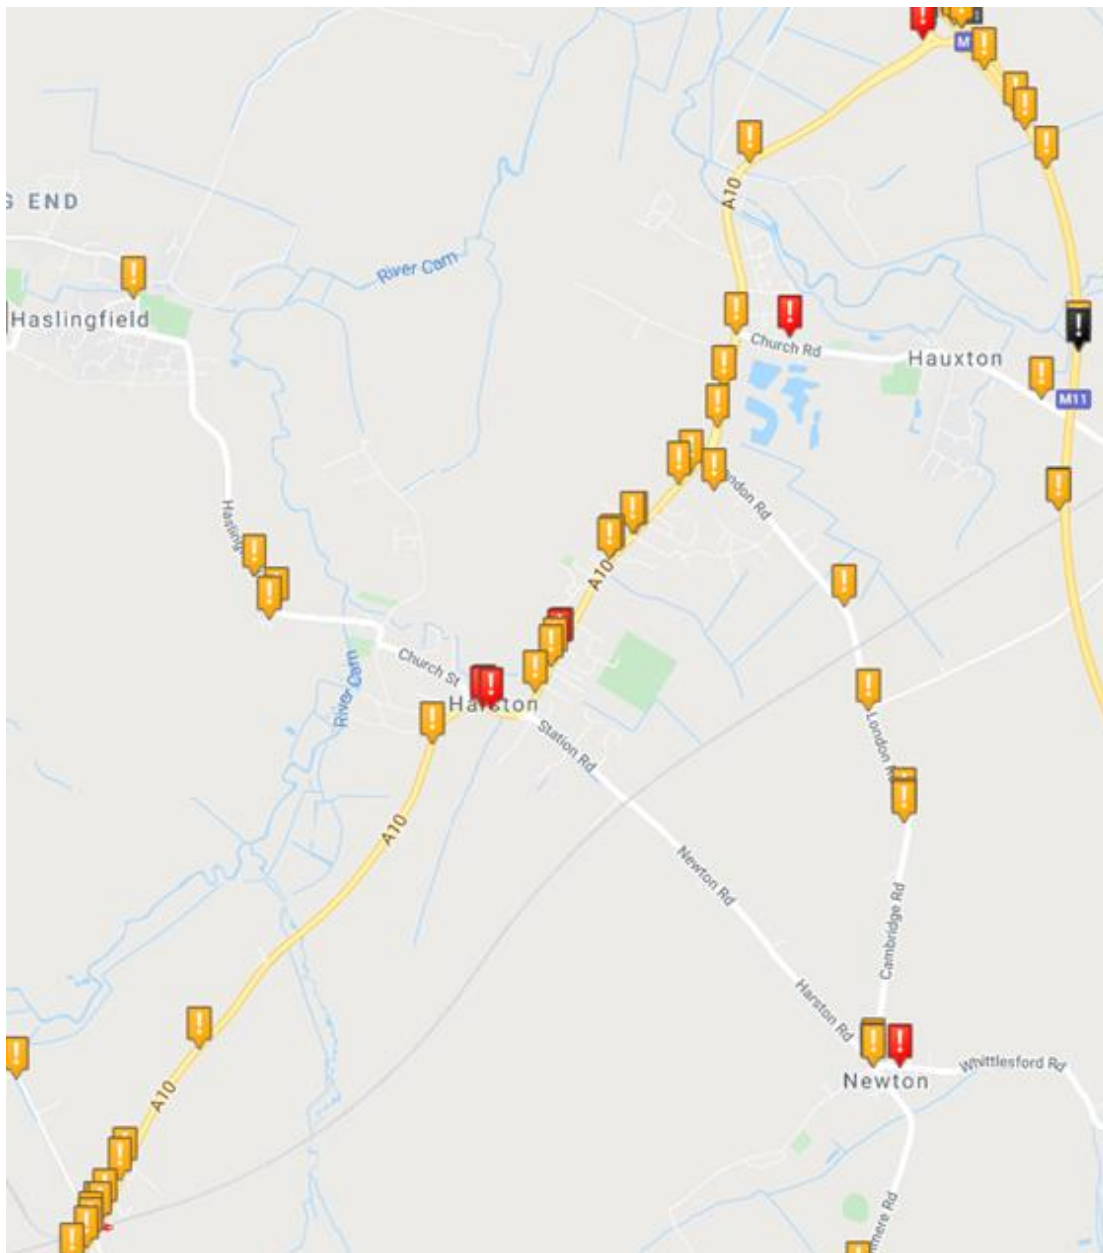 G END
A10
River Cam
Haslingfield
Church Rd
Hauxton
M11
London Rd
A10
Church St
River Cam
Harston
Station Rd
London Rd
A10
Newton Rd
Cambridge Rd
Harston Rd
Whittlesford Rd
Newton
A10